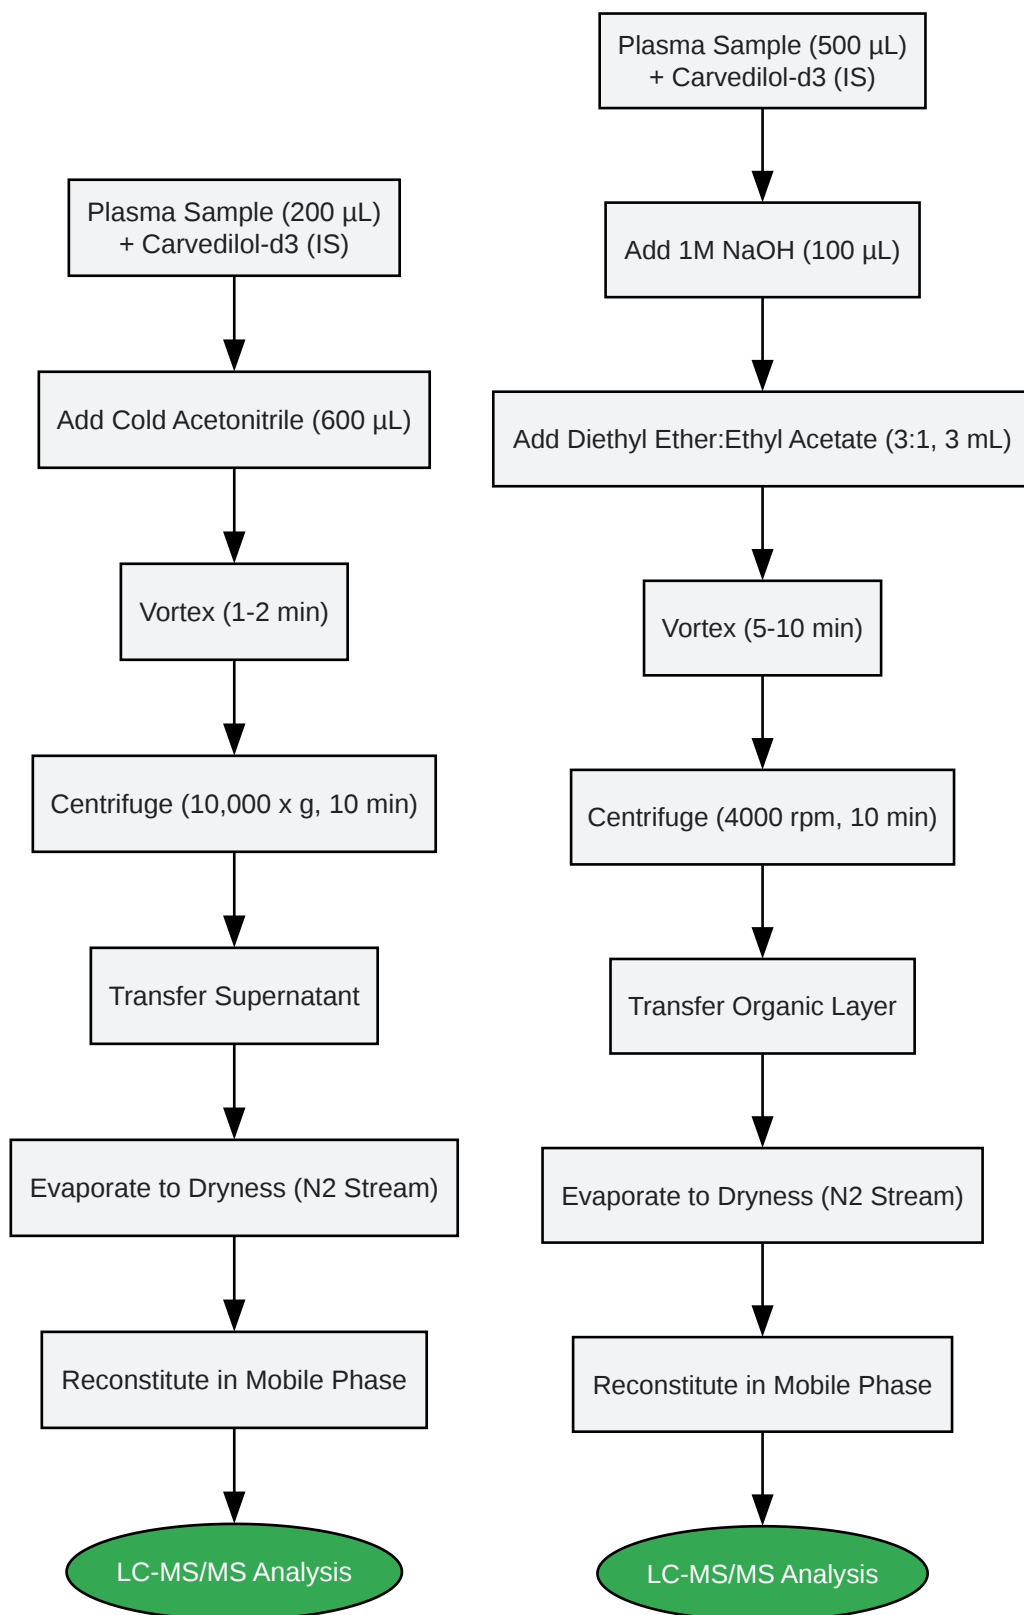 Plasma Sample (200 µL)
+ Carvedilol-d3 (IS)
Add Cold Acetonitrile (600 µL)
Vortex (1-2 min)
Centrifuge (10,000 x g, 10 min)
Transfer Supernatant
Evaporate to Dryness (N2 Stream)
Reconstitute in Mobile Phase
LC-MS/MS Analysis
Plasma Sample (500 µL)
+ Carvedilol-d3 (IS)
Add 1M NaOH (100 µL)
Add Diethyl Ether:Ethyl Acetate (3:1, 3 mL)
Vortex (5-10 min)
Centrifuge (4000 rpm, 10 min)
Transfer Organic Layer
Evaporate to Dryness (N2 Stream)
Reconstitute in Mobile Phase
LC-MS/MS Analysis